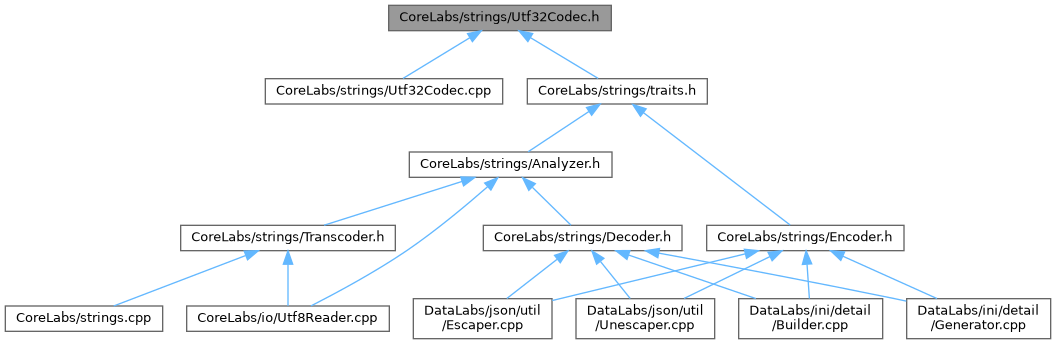 CoreLabs/strings/Utf32Codec.h
CoreLabs/strings/Utf32Codec.cpp
CoreLabs/strings/traits.h
CoreLabs/strings/Analyzer.h
CoreLabs/strings/Transcoder.h
CoreLabs/strings/Decoder.h
CoreLabs/strings/Encoder.h
CoreLabs/strings.cpp
CoreLabs/io/Utf8Reader.cpp
DataLabs/json/util
/Escaper.cpp
DataLabs/json/util
/Unescaper.cpp
DataLabs/ini/detail
/Builder.cpp
DataLabs/ini/detail
/Generator.cpp